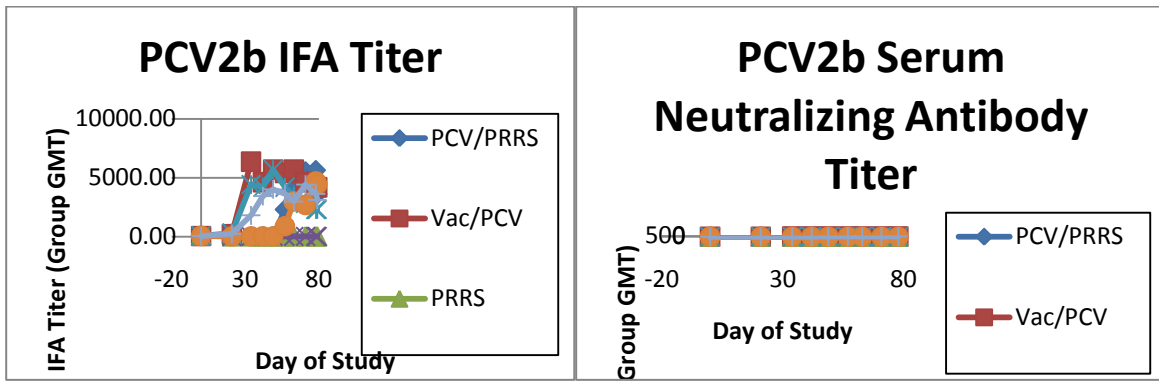 PCV2b IFA Titer
10000.00
5000.00
0.00
-20 30 80
IFA Titer (Group GMT)
Day of Study
PCV/PRRS
Vac/PCV
PRRS
PCV2b Serum
Neutralizing Antibody
Titer
-20 30 80
Group GMT)
Day of Study
PCV/PRRS
Vac/PCV